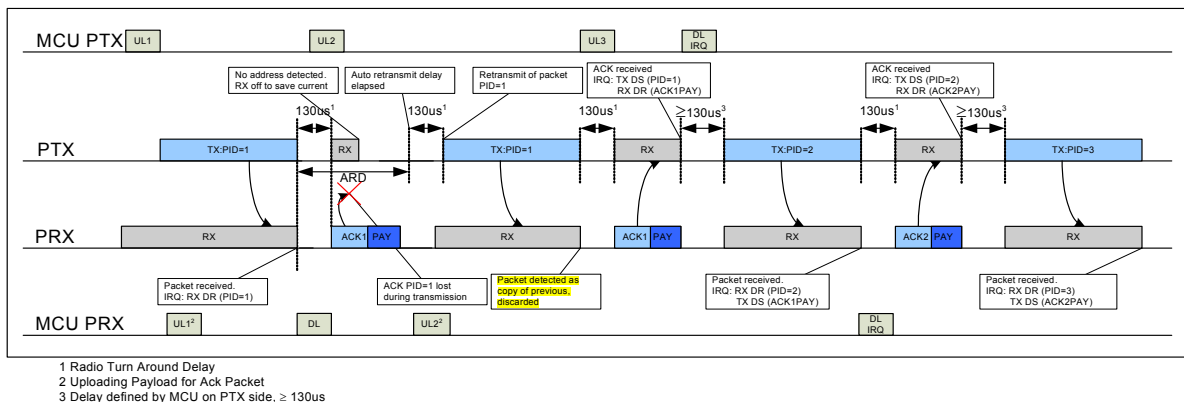 MCU PTX
UL1
UL2
UL3
DL
IRQ
No address detected.
RX off to save current
Auto retransmit delay
elapsed
Retransmit of packet
PID=1
ACK received
IRQ: TX DS (PID=1)
RX DR (ACK1PAY)
ACK received
IRQ: TX DS (PID=2)
RX DR (ACK2PAY)
130us¹
130us¹
130us¹
≥130us³
130us¹
≥130us³
PTX
TX:PID=1
RX
TX:PID=1
RX
TX:PID=2
RX
TX:PID=3
ARD
PRX
RX
ACK1
PAY
RX
ACK1
PAY
RX
ACK2
PAY
RX
Packet received.
IRQ: RX DR (PID=1)
ACK PID=1 lost
during transmission
Packet detected as
copy of previous,
discarded
Packet received.
IRQ: RX DR (PID=2)
TX DS (ACK1PAY)
Packet received.
IRQ: RX DR (PID=3)
TX DS (ACK2PAY)
MCU PRX
UL1²
DL
UL2²
DL
IRQ
1 Radio Turn Around Delay
2 Uploading Payload for Ack Packet
3 Delay defined by MCU on PTX side, ≥ 130us